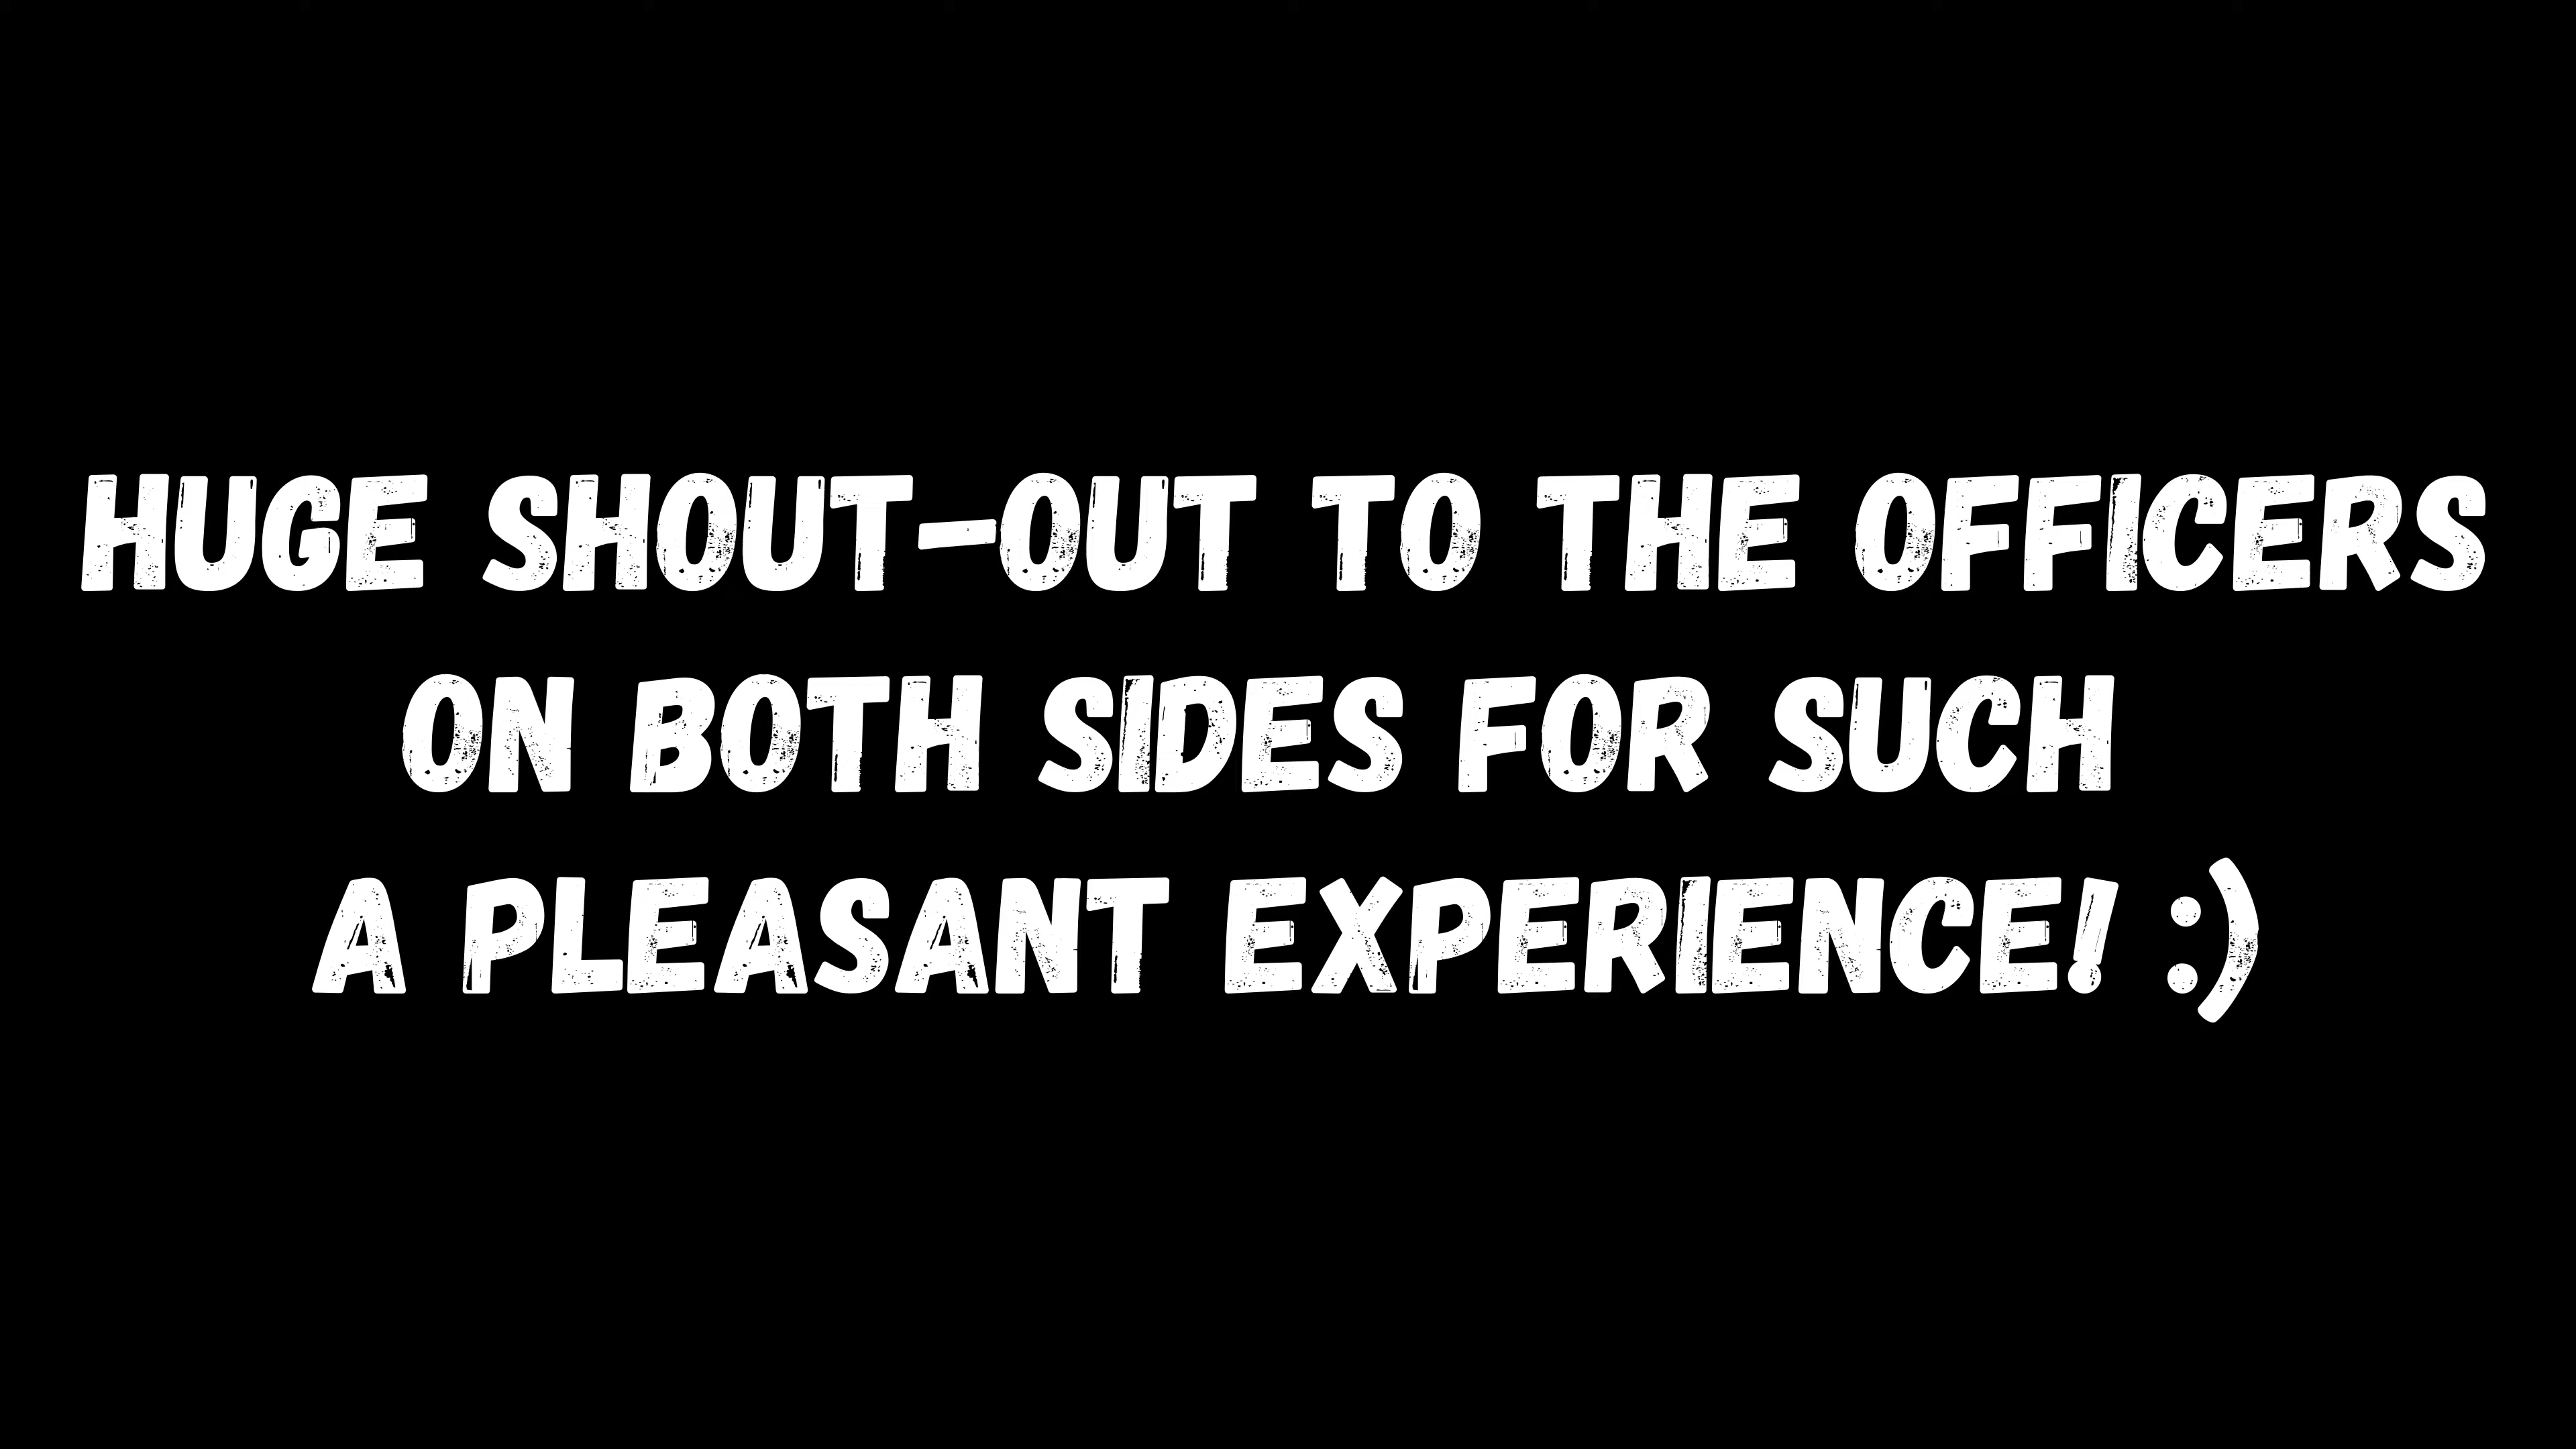 HUGE SHOUT-OUT TO THE OFFICERS
ON BOTH SIDES FOR SUCH
A PLEASANT EXPERIENCE! :)